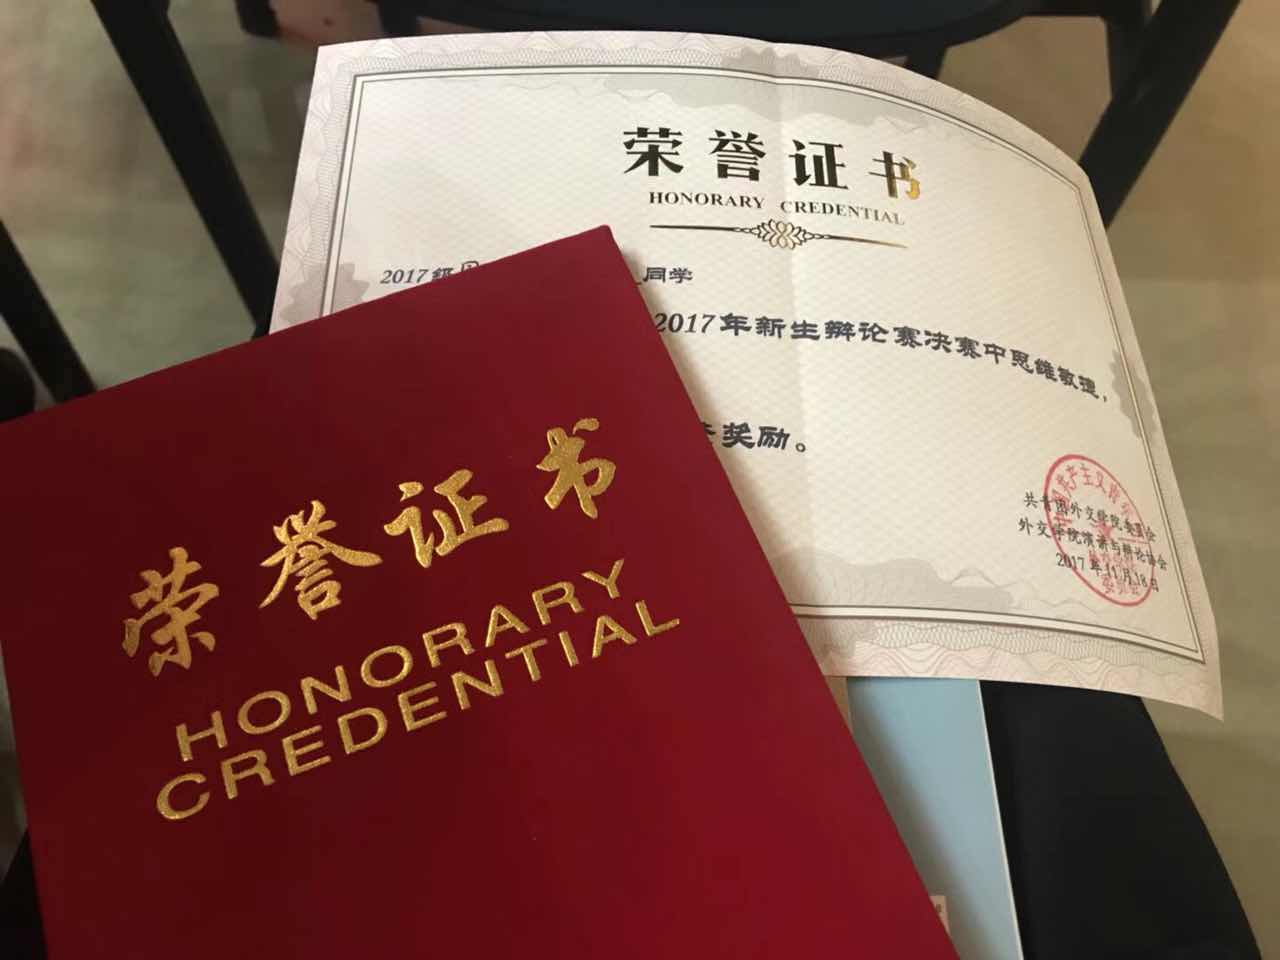 荣誉证书
HONORARY CREDENTIAL
2017级
同学
2017年新生辩论赛决赛中思维敏捷，
奖励。
共青团外交学院委员会
外交学院演讲与辩论协会
2017年11月18日
荣誉证书
HONORARY
CREDENTIAL